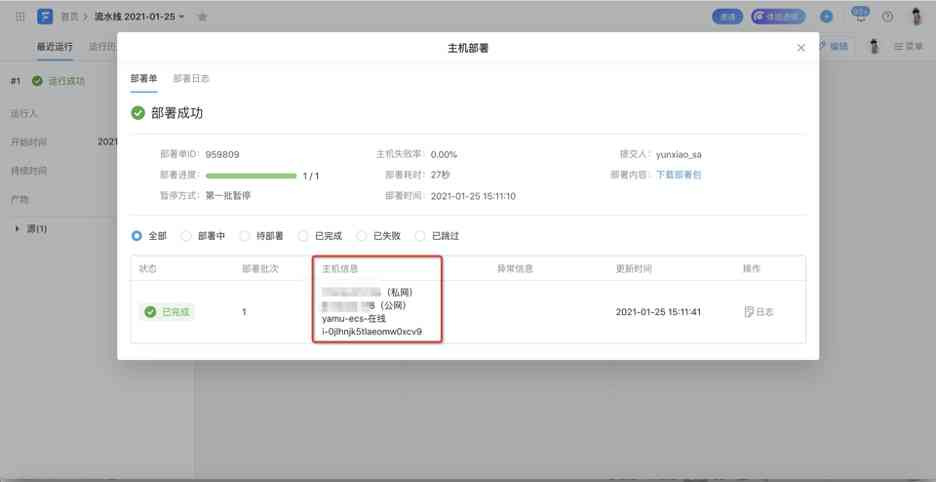 首页 > 流水线 2021-01-25
邀请
体验进阶
99+
最近运行
运行历
编辑
菜单
主机部署
#1 运行成功
部署单
部署日志
运行人
部署成功
开始时间
2021
部署单ID: 959809
主机失败率: 0.00%
提交人: yunxiao_sa
持续时间
部署进度: 1 / 1
部署耗时: 27秒
部署内容: 下载部署包
产物
暂停方式: 第一批暂停
部署时间: 2021-01-25 15:11:10
源(1)
全部 部署中 待部署 已完成 已失败 已跳过
状态 部署批次 主机信息 异常信息 更新时间 操作
(私网)
8 (公网)
已完成 1 yamu-ecs-在线 2021-01-25 15:11:41 日志
i-0jlhnjk5tlaeomw0xcv9